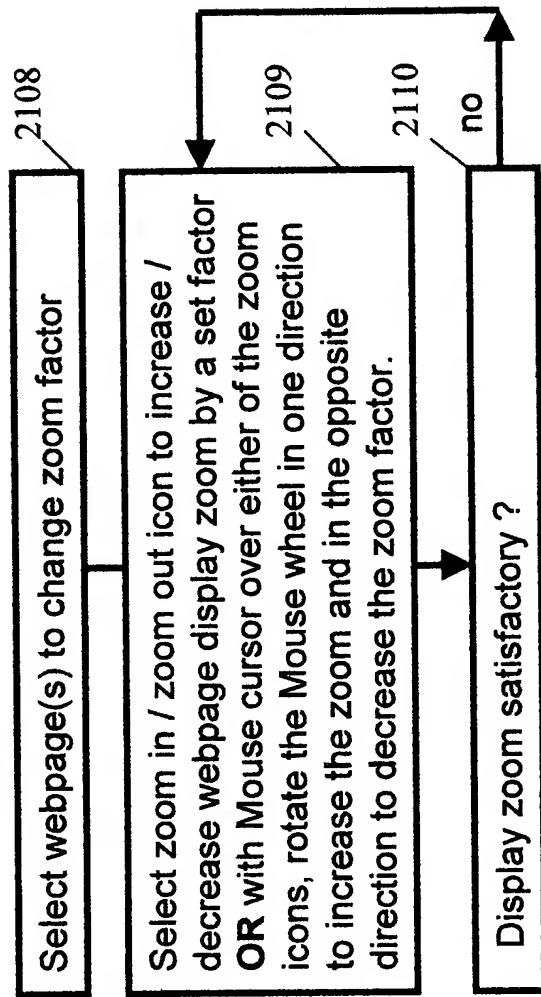 Select webpage(s) to change zoom factor
2108
Select zoom in / zoom out icon to increase /
decrease webpage display zoom by a set factor
OR with Mouse cursor over either of the zoom
icons, rotate the Mouse wheel in one direction
to increase the zoom and in the opposite
direction to decrease the zoom factor.
2109
Display zoom satisfactory ?
2110
no